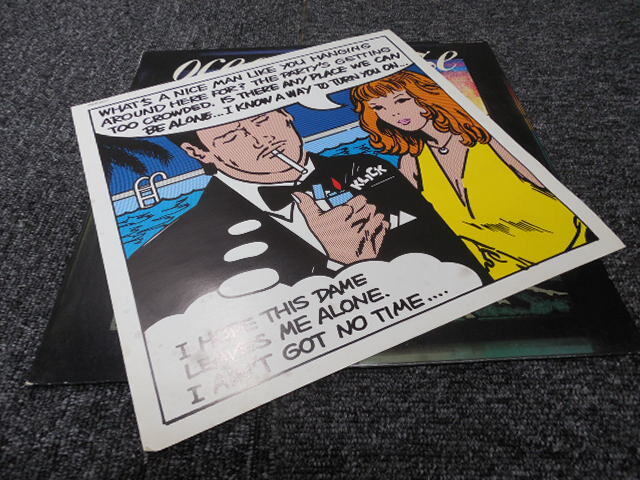 WHAT'S A NICE MAN LIKE YOU HANGING
AROUND HERE FOR? THE PARTY'S GETTING
TOO CROWDED. IS THERE ANY PLACE WE CAN
BE ALONE... I KNOW A WAY TO TURN YOU ON...
KLICK
I HOPE THIS DAME
LEAVES ME ALONE.
I AIN'T GOT NO TIME....